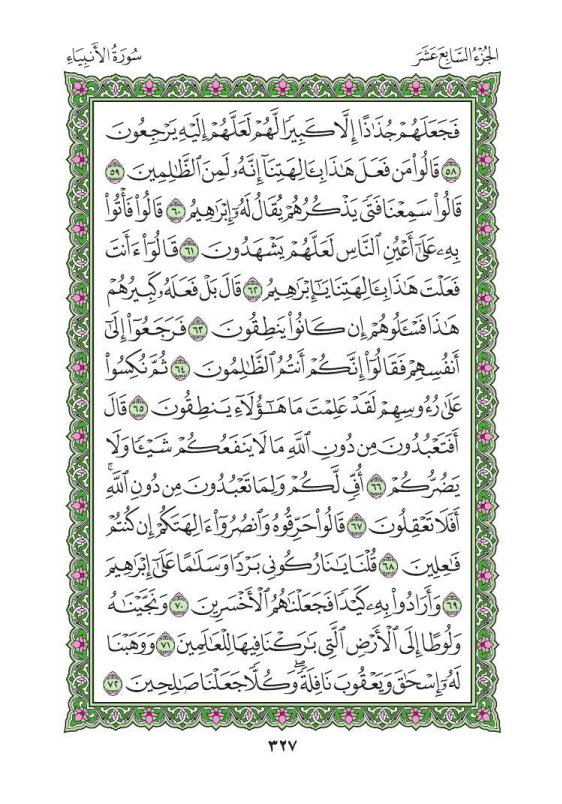 الجُزْءُ السَّابِعَ عَشَرَ
سُورَةُ الأَنبِيَاءِ
فَجَعَلَهُمْ جُذَٰذًا إِلَّا كَبِيرًا لَّهُمْ لَعَلَّهُمْ إِلَيْهِ يَرْجِعُونَ
٥٨ قَالُوا۟ مَن فَعَلَ هَٰذَا بِـَٔالِهَتِنَآ إِنَّهُۥ لَمِنَ ٱلظَّٰلِمِينَ ٥٩
قَالُوا۟ سَمِعْنَا فَتًى يَذْكُرُهُمْ يُقَالُ لَهُۥٓ إِبْرَٰهِيمُ ٦٠ قَالُوا۟ فَأْتُوا۟
بِهِۦ عَلَىٰٓ أَعْيُنِ ٱلنَّاسِ لَعَلَّهُمْ يَشْهَدُونَ ٦١ قَالُوٓا۟ ءَأَنتَ
فَعَلْتَ هَٰذَا بِـَٔالِهَتِنَا يَٰٓإِبْرَٰهِيمُ ٦٢ قَالَ بَلْ فَعَلَهُۥ كَبِيرُهُمْ
هَٰذَا فَسْـَٔلُوهُمْ إِن كَانُوا۟ يَنطِقُونَ ٦٣ فَرَجَعُوٓا۟ إِلَىٰٓ
أَنفُسِهِمْ فَقَالُوٓا۟ إِنَّكُمْ أَنتُمُ ٱلظَّٰلِمُونَ ٦٤ ثُمَّ نُكِسُوا۟
عَلَىٰ رُءُوسِهِمْ لَقَدْ عَلِمْتَ مَا هَٰٓؤُلَآءِ يَنطِقُونَ ٦٥ قَالَ
أَفَتَعْبُدُونَ مِن دُونِ ٱللَّهِ مَا لَا يَنفَعُكُمْ شَيْـًٔا وَلَا
يَضُرُّكُمْ ٦٦ أُفٍّ لَّكُمْ وَلِمَا تَعْبُدُونَ مِن دُونِ ٱللَّهِ ۖ
أَفَلَا تَعْقِلُونَ ٦٧ قَالُوا۟ حَرِّقُوهُ وَٱنصُرُوٓا۟ ءَالِهَتَكُمْ إِن كُنتُمْ
فَٰعِلِينَ ٦٨ قُلْنَا يَٰنَارُ كُونِى بَرْدًا وَسَلَٰمًا عَلَىٰٓ إِبْرَٰهِيمَ
٦٩ وَأَرَادُوا۟ بِهِۦ كَيْدًا فَجَعَلْنَٰهُمُ ٱلْأَخْسَرِينَ ٧٠ وَنَجَّيْنَٰهُ
وَلُوطًا إِلَى ٱلْأَرْضِ ٱلَّتِى بَٰرَكْنَا فِيهَا لِلْعَٰلَمِينَ ٧١ وَوَهَبْنَا
لَهُۥٓ إِسْحَٰقَ وَيَعْقُوبَ نَافِلَةً ۖ وَكُلًّا جَعَلْنَا صَٰلِحِينَ ٧٢
٣٢٧